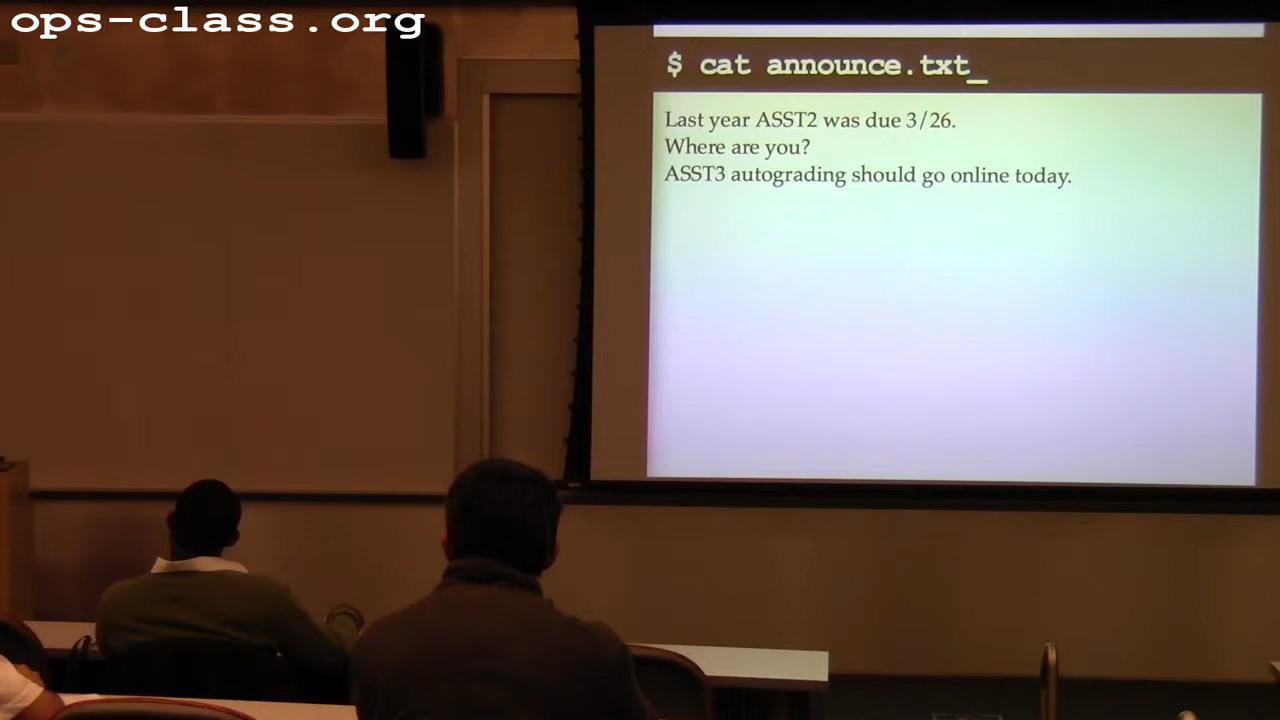 ops-class.org
$ cat announce.txt_
Last year ASST2 was due 3/26.
Where are you?
ASST3 autograding should go online today.